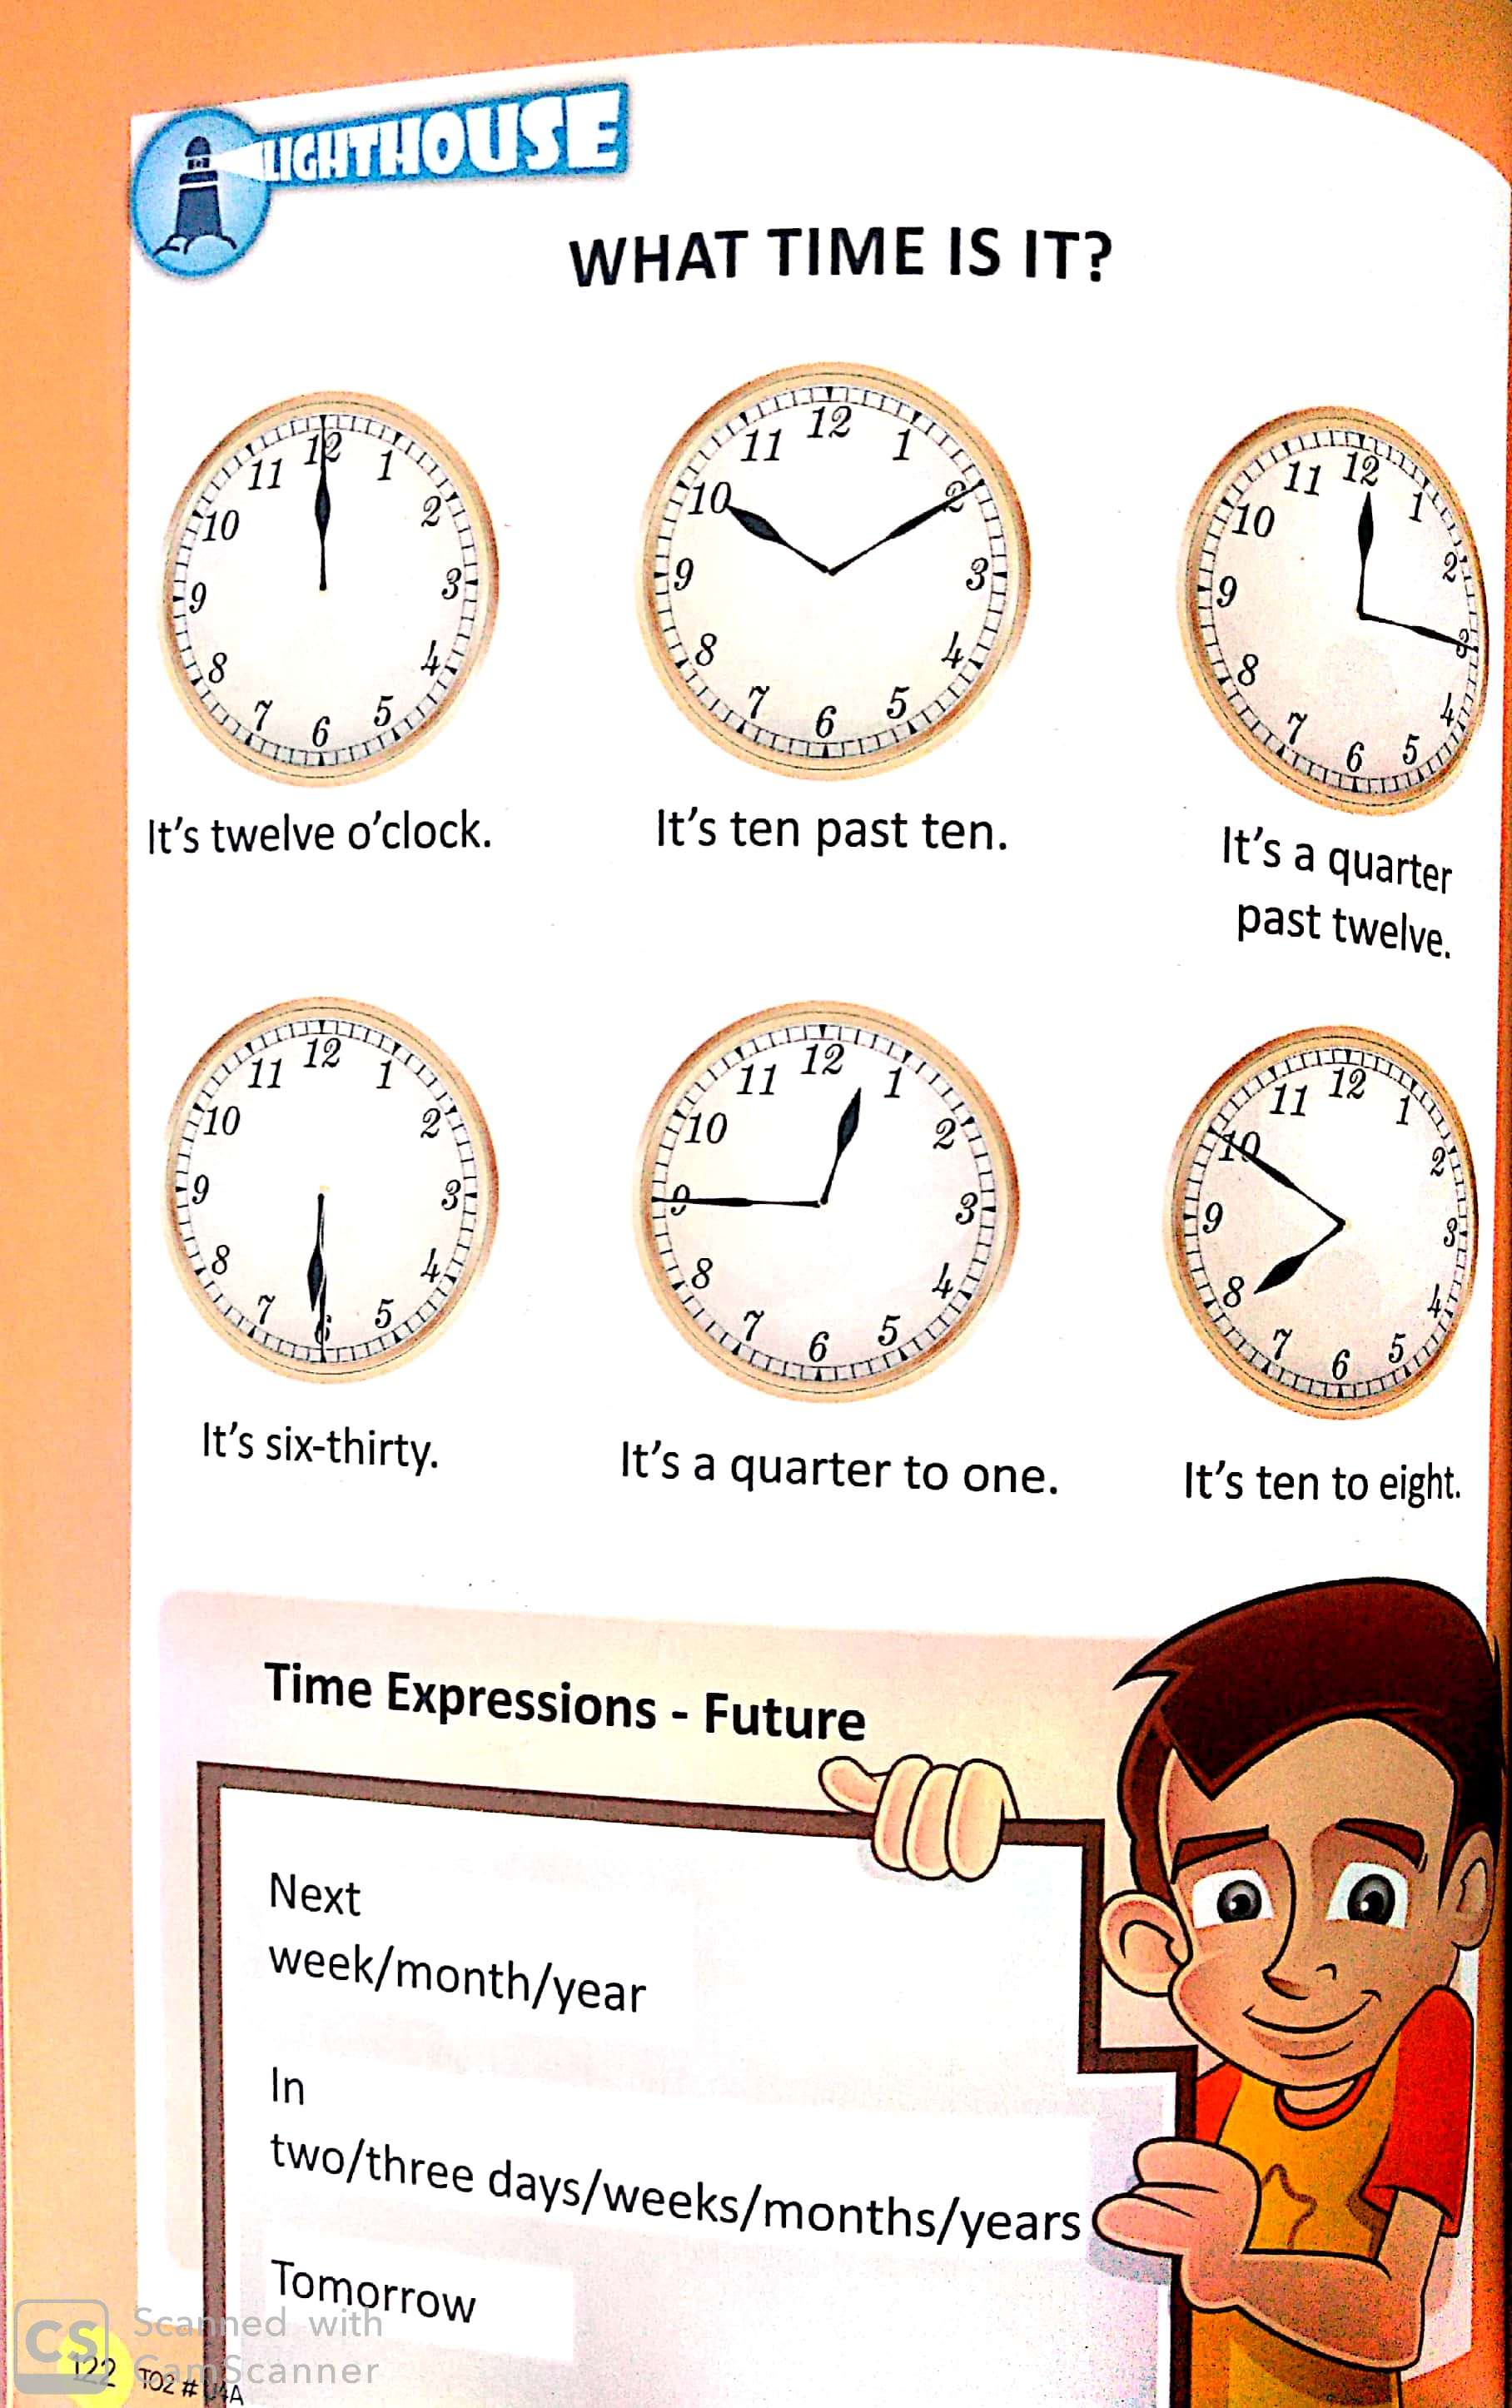 LIGHTHOUSE
WHAT TIME IS IT?
12
11 1
10 2
9 3
8 4
7 5
6
It's twelve o'clock.
12
11 1
10 2
9 3
8 4
7 5
6
It's ten past ten.
12
11 1
10 2
9 3
8 4
7 5
6
It's a quarter
past twelve.
12
11 1
10 2
9 3
8 4
7 5
6
It's six-thirty.
12
11 1
10 2
9 3
8 4
7 5
6
It's a quarter to one.
12
11 1
10 2
9 3
8 4
7 5
6
It's ten to eight.
Time Expressions - Future
Next
week/month/year
In
two/three days/weeks/months/years
Tomorrow
CS
Scanned with
CamScanner
122 TO2 #